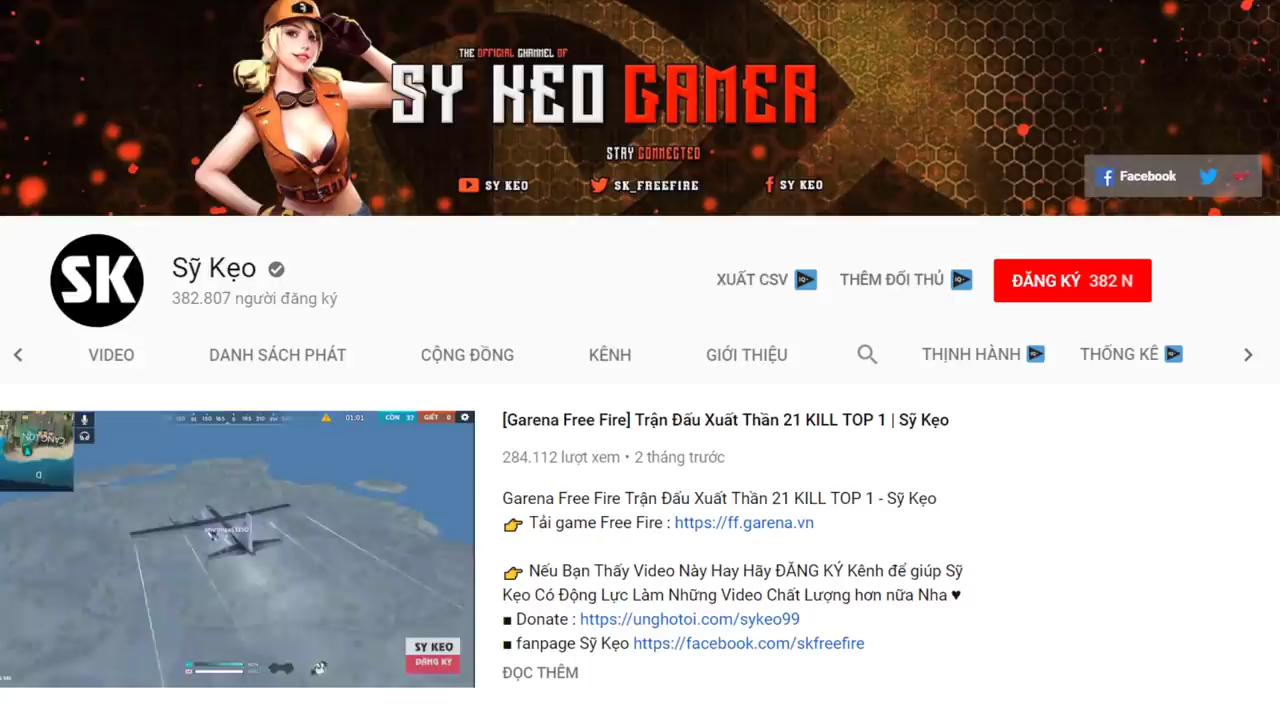 THE OFFICIAL CHANNEL OF
SY KEO GAMER
STAY CONNECTED
SY KEO SK_FREEFIRE SY KEO
Facebook
SK
Sỹ Kẹo
382.807 người đăng ký
XUẤT CSV THÊM ĐỐI THỦ ĐĂNG KÝ 382 N
VIDEO DANH SÁCH PHÁT CỘNG ĐỒNG KÊNH GIỚI THIỆU THỊNH HÀNH THỐNG KÊ
01:01 CÒN 37 GIẾT 0
SY KEO
ĐĂNG KÝ
[Garena Free Fire] Trận Đấu Xuất Thần 21 KILL TOP 1 | Sỹ Kẹo
284.112 lượt xem • 2 tháng trước
Garena Free Fire Trận Đấu Xuất Thần 21 KILL TOP 1 - Sỹ Kẹo
👉 Tải game Free Fire : https://ff.garena.vn
👉 Nếu Bạn Thấy Video Này Hay Hãy ĐĂNG KÝ Kênh để giúp Sỹ
Kẹo Có Động Lực Làm Những Video Chất Lượng hơn nữa Nha ♥
■ Donate : https://unghotoi.com/sykeo99
■ fanpage Sỹ Kẹo https://facebook.com/skfreefire
ĐỌC THÊM